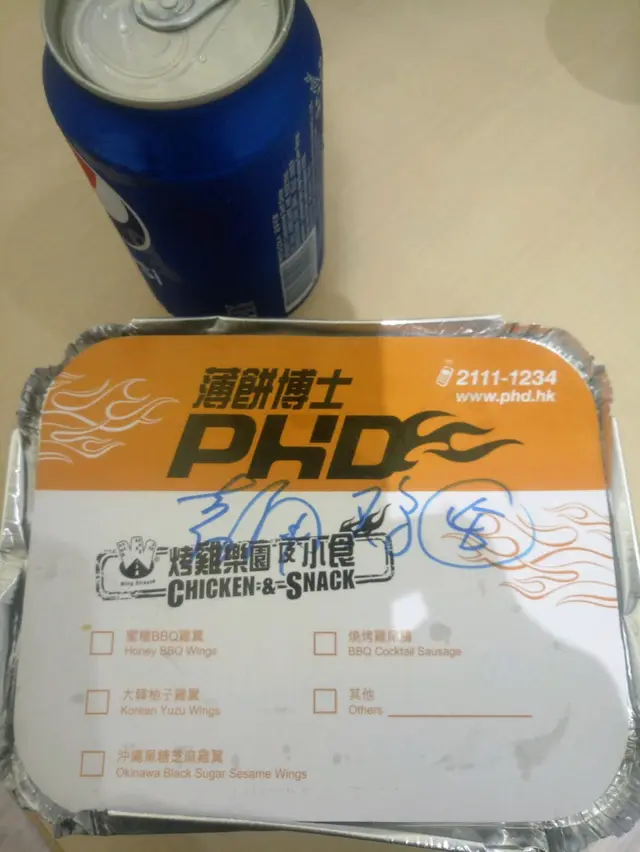 薄餅博士
PHD
2111-1234
www.phd.hk
烤雞樂園及小食
Wing Street
CHICKEN & SNACK
蜜糖BBQ雞翼
Honey BBQ Wings
燒烤雞尾腸
BBQ Cocktail Sausage
大韓柚子雞翼
Korean Yuzu Wings
其他
Others
沖繩黑糖芝麻雞翼
Okinawa Black Sugar Sesame Wings